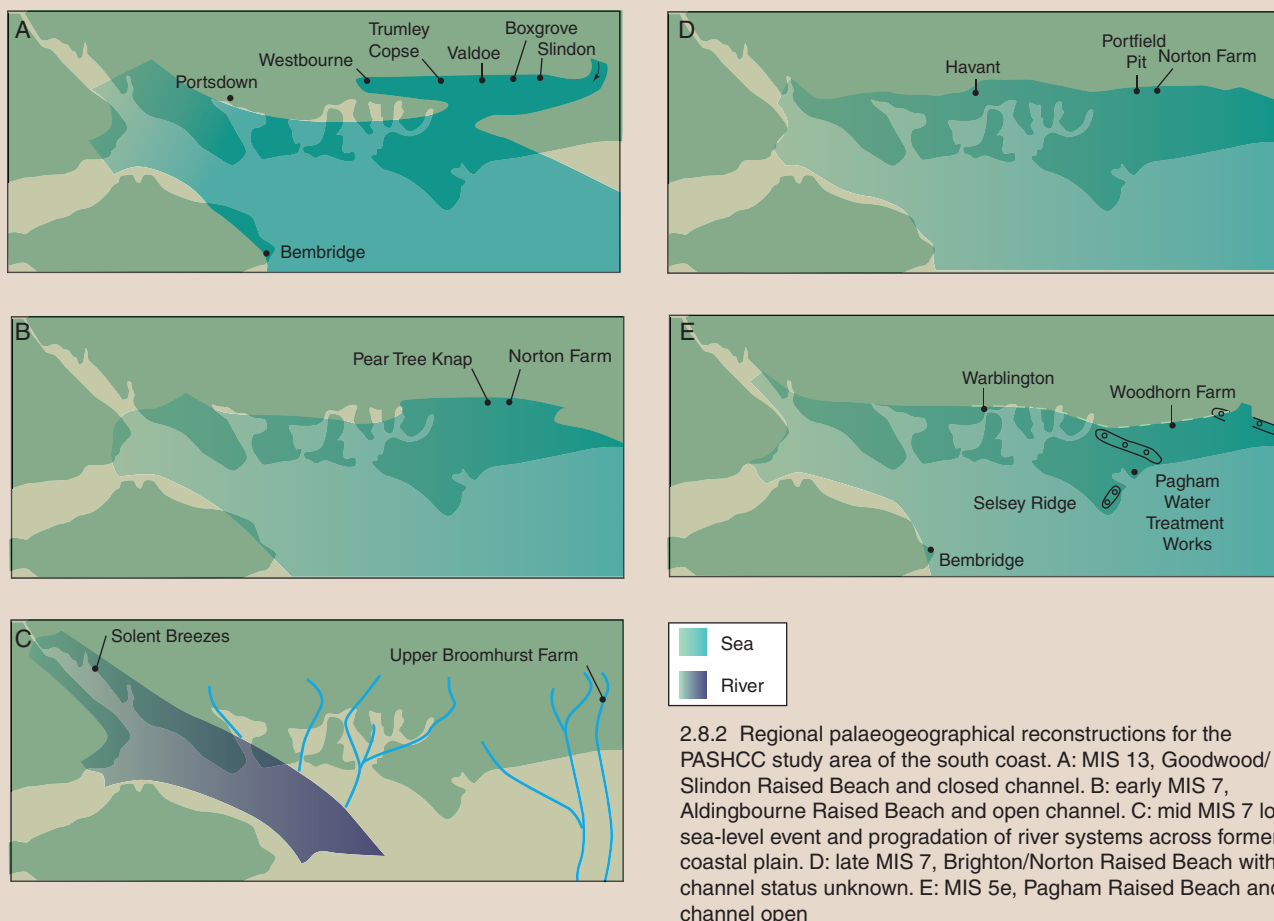 A
Portsdown
Westbourne
Trumley
Copse
Valdoe
Boxgrove
Slindon
Bembridge
B
Pear Tree Knap
Norton Farm
C
Solent Breezes
Upper Broomhurst Farm
D
Havant
Portfield
Pit
Norton Farm
E
Warblington
Woodhorn Farm
Selsey Ridge
Pagham
Water
Treatment
Works
Bembridge
Sea
River
2.8.2 Regional palaeogeographical reconstructions for the
PASHCC study area of the south coast. A: MIS 13, Goodwood/
Slindon Raised Beach and closed channel. B: early MIS 7,
Aldingbourne Raised Beach and open channel. C: mid MIS 7 lo
sea-level event and progradation of river systems across former
coastal plain. D: late MIS 7, Brighton/Norton Raised Beach with
channel status unknown. E: MIS 5e, Pagham Raised Beach and
channel open